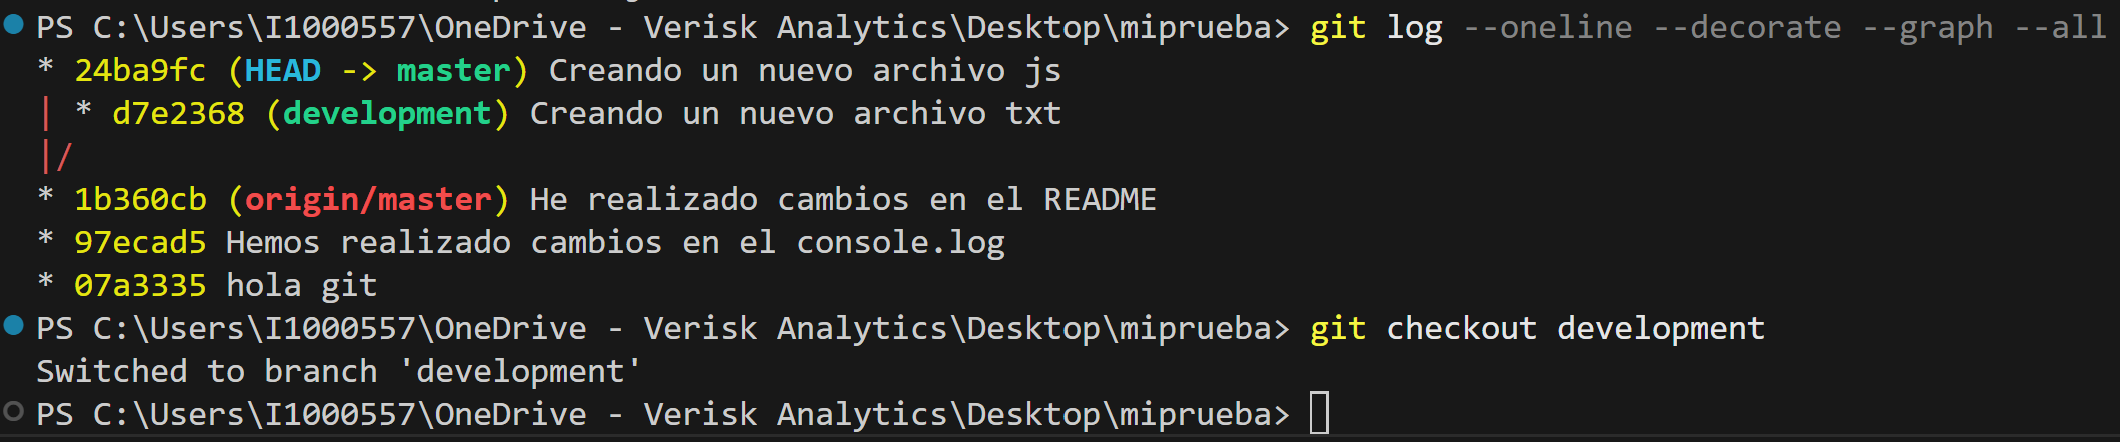 PS C:\Users\I1000557\OneDrive - Verisk Analytics\Desktop\miprueba> git log --oneline --decorate --graph --all
* 24ba9fc (HEAD -> master) Creando un nuevo archivo js
| * d7e2368 (development) Creando un nuevo archivo txt
|/
* 1b360cb (origin/master) He realizado cambios en el README
* 97ecad5 Hemos realizado cambios en el console.log
* 07a3335 hola git
PS C:\Users\I1000557\OneDrive - Verisk Analytics\Desktop\miprueba> git checkout development
Switched to branch 'development'
PS C:\Users\I1000557\OneDrive - Verisk Analytics\Desktop\miprueba>